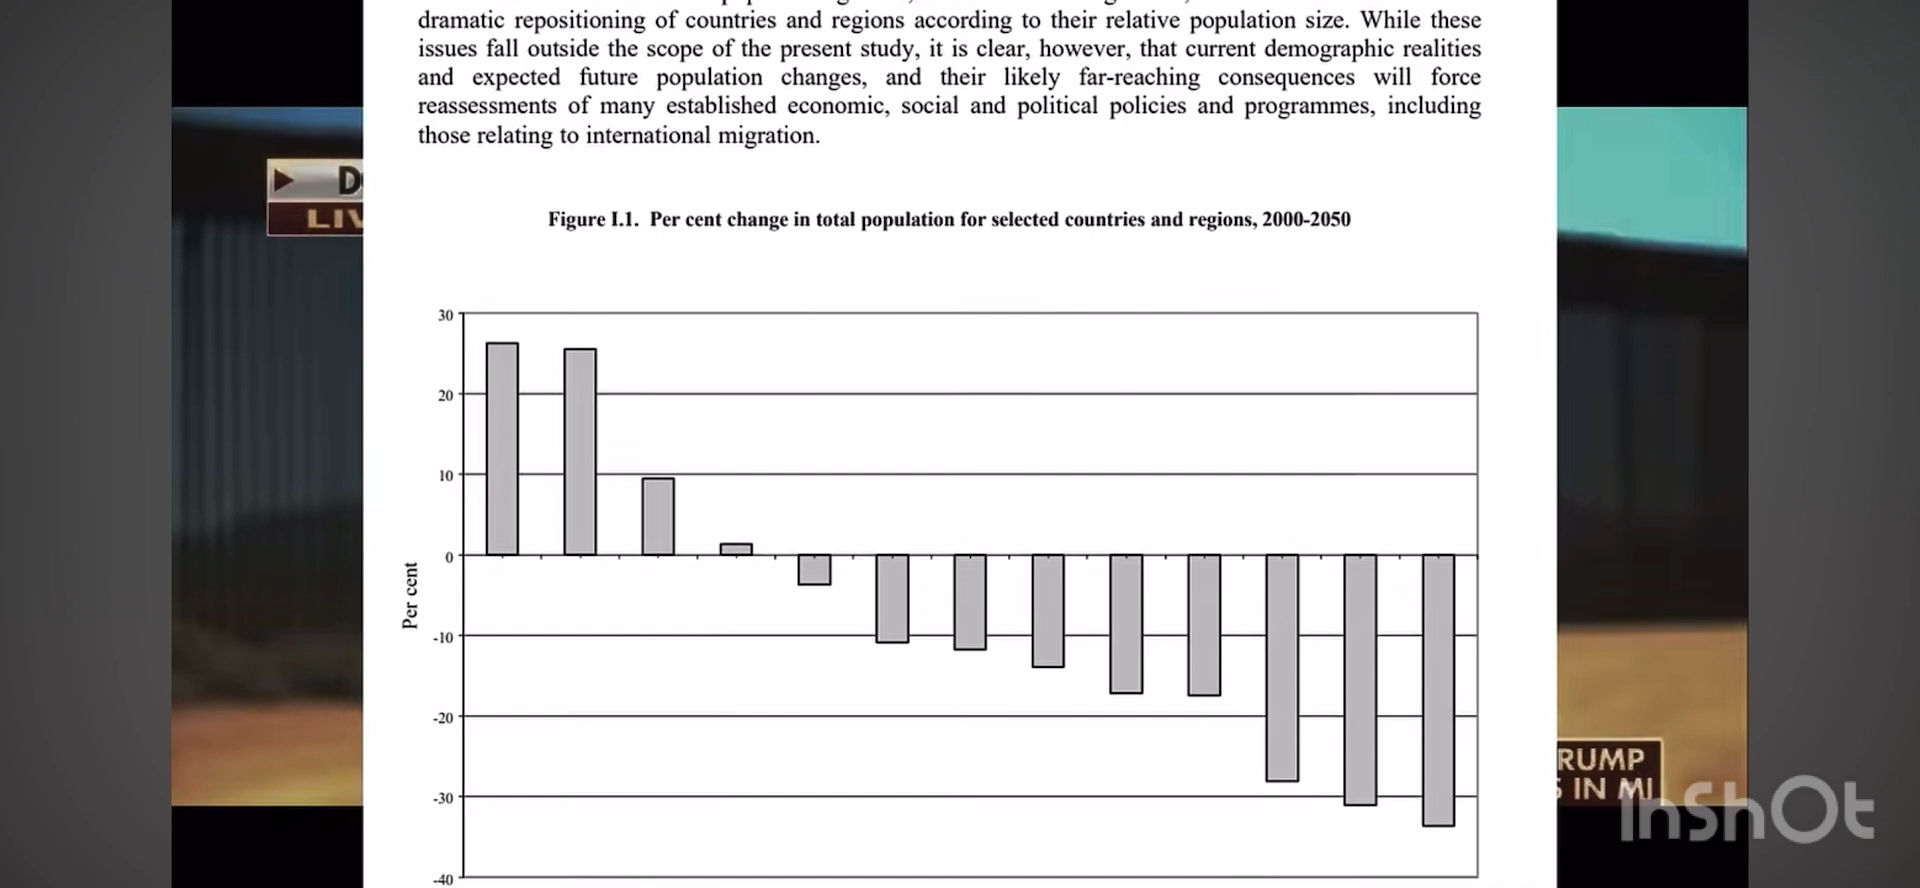 dramatic repositioning of countries and regions according to their relative population size. While these
issues fall outside the scope of the present study, it is clear, however, that current demographic realities
and expected future population changes, and their likely far-reaching consequences will force
reassessments of many established economic, social and political policies and programmes, including
those relating to international migration.
D
LIV
Figure I.1. Per cent change in total population for selected countries and regions, 2000-2050
30
20
10
0
Per cent
-10
-20
-30
-40
RUMP
S IN MI
InShOt